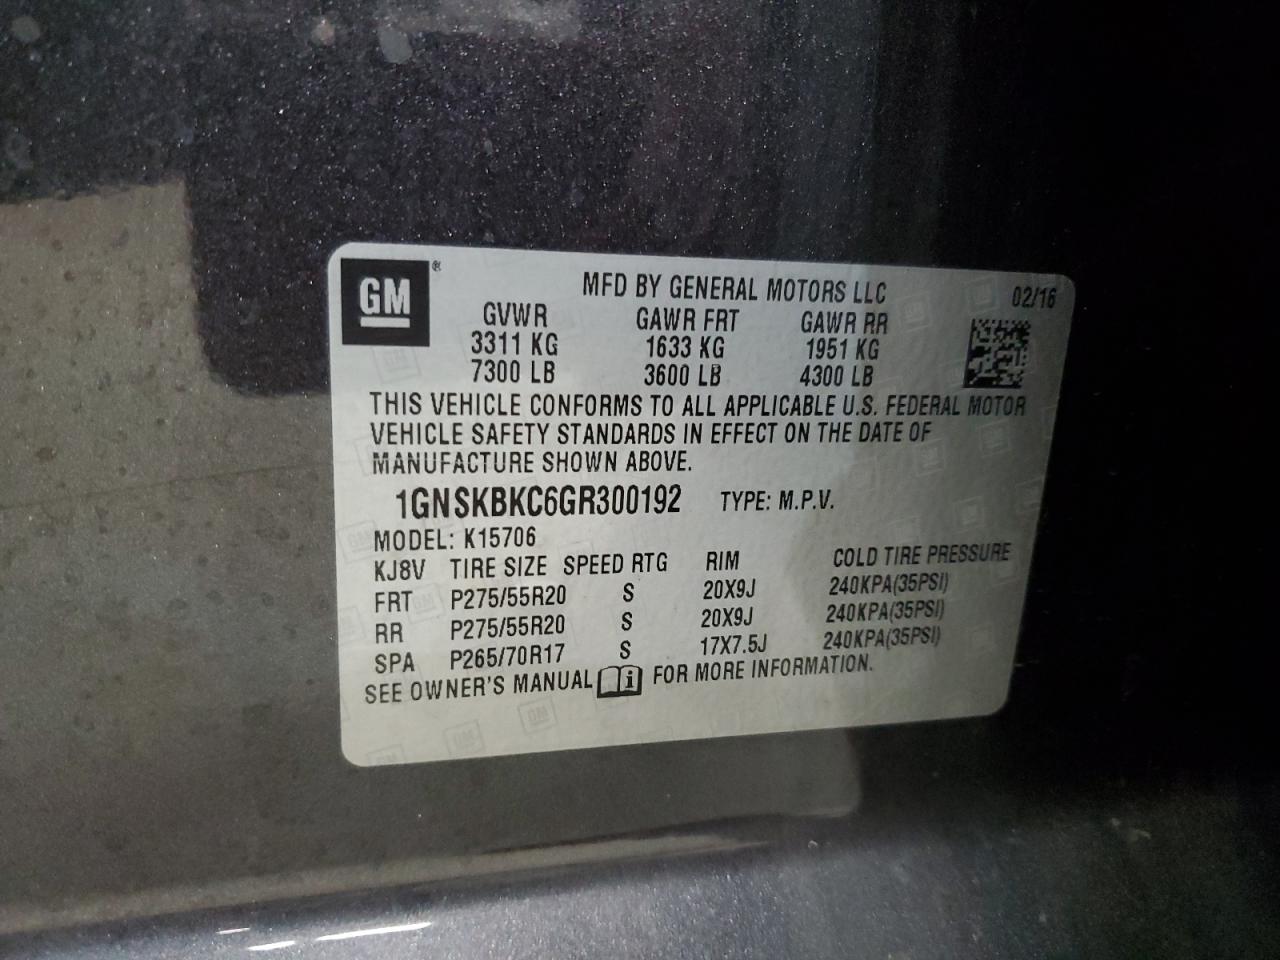 GM ®
MFD BY GENERAL MOTORS LLC 02/16
GVWR GAWR FRT GAWR RR
3311 KG 1633 KG 1951 KG
7300 LB 3600 LB 4300 LB
THIS VEHICLE CONFORMS TO ALL APPLICABLE U.S. FEDERAL MOTOR
VEHICLE SAFETY STANDARDS IN EFFECT ON THE DATE OF
MANUFACTURE SHOWN ABOVE.
1GNSKBKC6GR300192 TYPE: M.P.V.
MODEL: K15706
KJ8V TIRE SIZE SPEED RTG RIM COLD TIRE PRESSURE
FRT P275/55R20 S 20X9J 240KPA(35PSI)
RR P275/55R20 S 20X9J 240KPA(35PSI)
SPA P265/70R17 S 17X7.5J 240KPA(35PSI)
SEE OWNER'S MANUAL i FOR MORE INFORMATION.